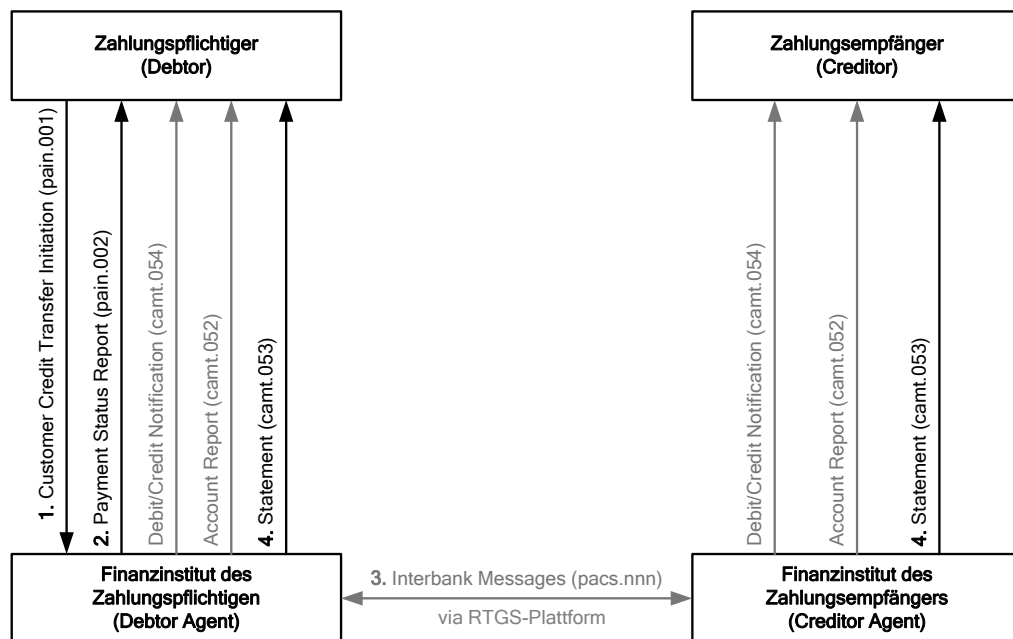 Zahlungspflichtiger
(Debtor)
Zahlungsempfänger
(Creditor)
1. Customer Credit Transfer Initiation (pain.001)
2. Payment Status Report (pain.002)
Debit/Credit Notification (camt.054)
Account Report (camt.052)
4. Statement (camt.053)
Debit/Credit Notification (camt.054)
Account Report (camt.052)
4. Statement (camt.053)
Finanzinstitut des
Zahlungspflichtigen
(Debtor Agent)
3. Interbank Messages (pacs.nnn)
via RTGS-Plattform
Finanzinstitut des
Zahlungsempfängers
(Creditor Agent)